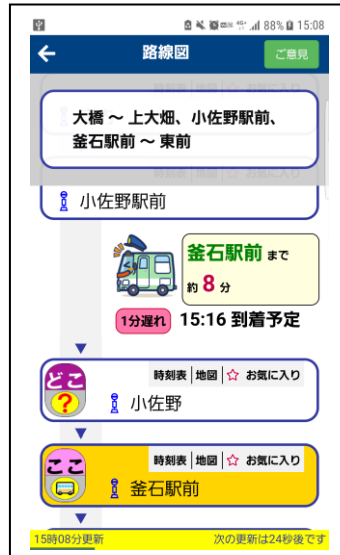 88% 15:08
路線図
ご意見
大橋 ～ 上大畑、小佐野駅前、
釜石駅前 ～ 東前
時刻表 地図 ☆ お気に入り
小佐野駅前
釜石駅前 まで
約 8 分
1分遅れ 15:16 到着予定
どこ
?
時刻表 地図 ☆ お気に入り
小佐野
ここ
時刻表 地図 ☆ お気に入り
釜石駅前
15時08分更新 次の更新は24秒後です